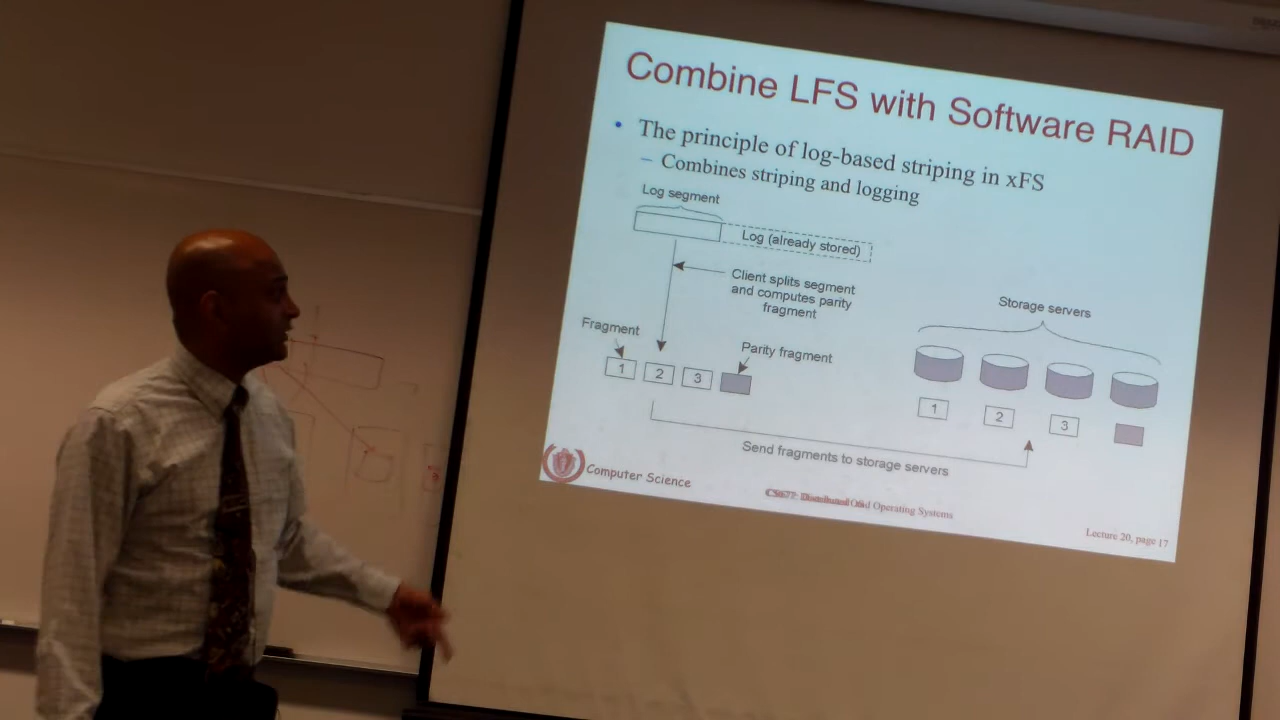 Combine LFS with Software RAID
• The principle of log-based striping in xFS
– Combines striping and logging
Log segment
Log (already stored)
Client splits segment
and computes parity
fragment
Storage servers
Fragment
Parity fragment
1 2 3
1 2 3
Send fragments to storage servers
Computer Science
Operating Systems
Lecture 20, page 17